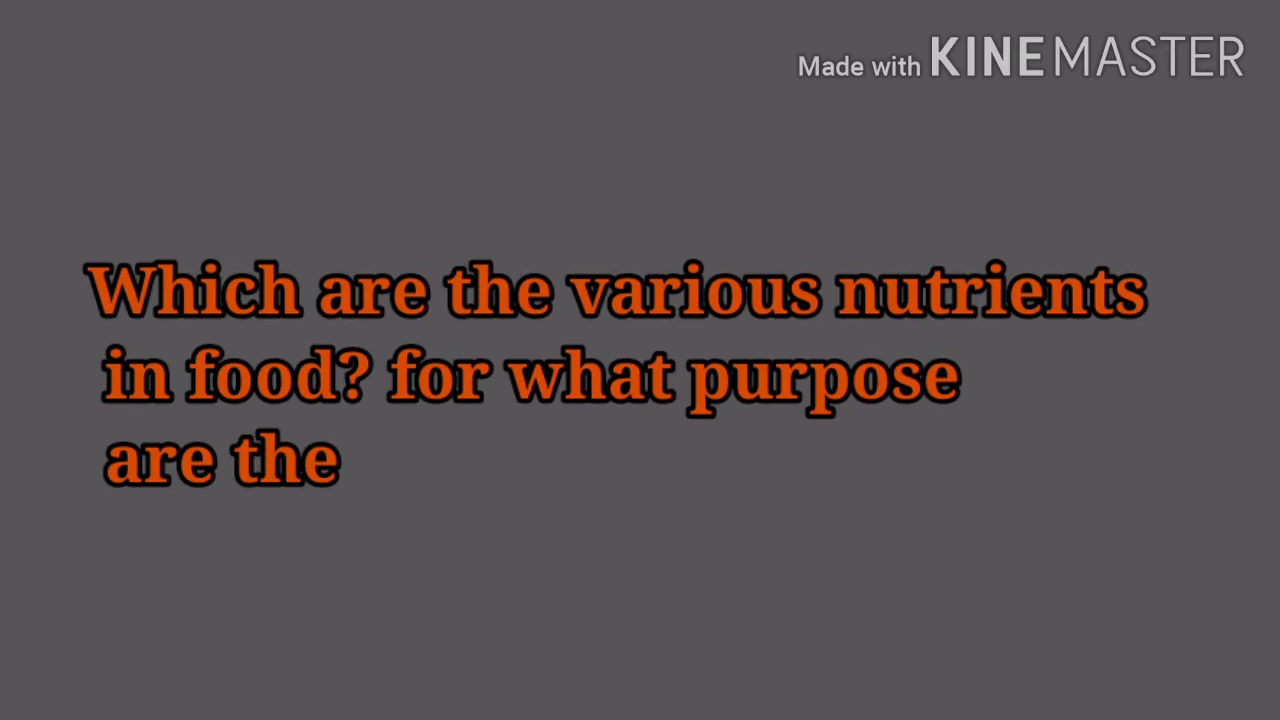 Made with KINEMASTER
Which are the various nutrients
in food? for what purpose
are the